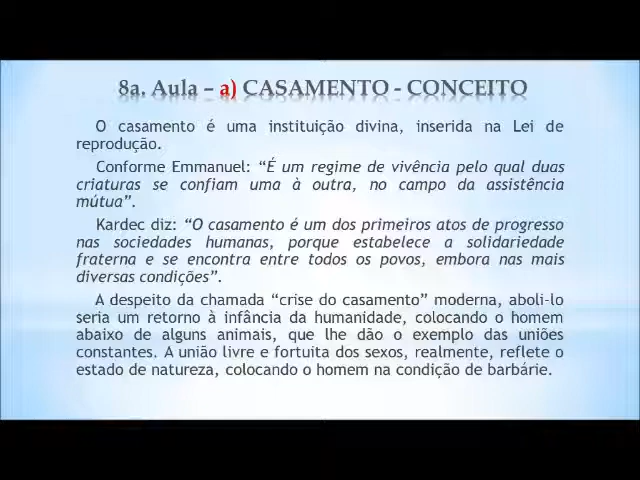 8a. Aula – a) CASAMENTO - CONCEITO
O casamento é uma instituição divina, inserida na Lei de
reprodução.
Conforme Emmanuel: “É um regime de vivência pelo qual duas
criaturas se confiam uma à outra, no campo da assistência
mútua”.
Kardec diz: “O casamento é um dos primeiros atos de progresso
nas sociedades humanas, porque estabelece a solidariedade
fraterna e se encontra entre todos os povos, embora nas mais
diversas condições”.
A despeito da chamada “crise do casamento” moderna, aboli-lo
seria um retorno à infância da humanidade, colocando o homem
abaixo de alguns animais, que lhe dão o exemplo das uniões
constantes. A união livre e fortuita dos sexos, realmente, reflete o
estado de natureza, colocando o homem na condição de barbárie.